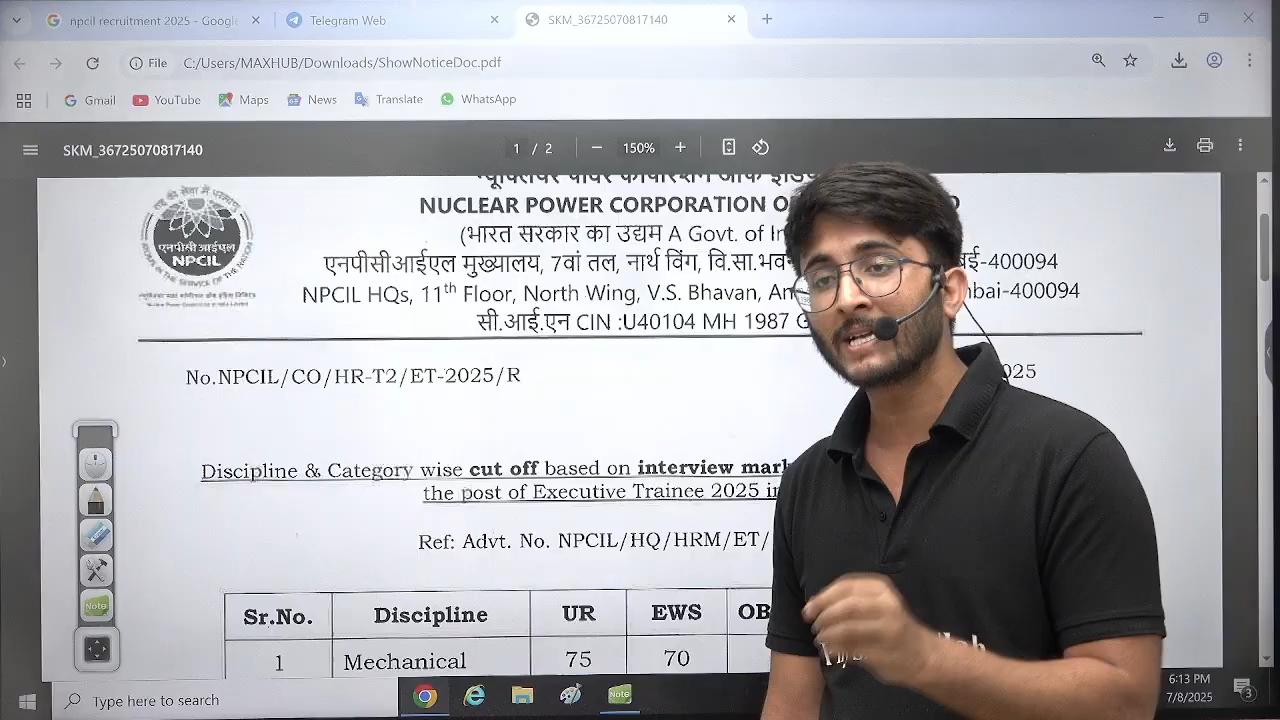 npcil recruitment 2025 - Google
Telegram Web
SKM_36725070817140
File C:/Users/MAXHUB/Downloads/ShowNoticeDoc.pdf
Gmail YouTube Maps News Translate WhatsApp
SKM_36725070817140
1 / 2 150%
एनपीसीआईएल
NPCIL
NUCLEAR POWER CORPORATION
(भारत सरकार का उद्यम A Govt. of
एनपीसीआईएल मुख्यालय, 7वां तल, नार्थ विंग, वि.सा.भव -400094
NPCIL HQs, 11th Floor, North Wing, V.S. Bhavan, An bai-400094
सी.आई.एन CIN :U40104 MH 1987 G
No.NPCIL/CO/HR-T2/ET-2025/R 025
Discipline & Category wise cut off based on interview mar
the post of Executive Trainee 2025 in
Ref: Advt. No. NPCIL/HQ/HRM/ET/
Sr.No. Discipline UR EWS OB
1 Mechanical 75 70
Note
Type here to search
Note
6:13 PM
7/8/2025
3